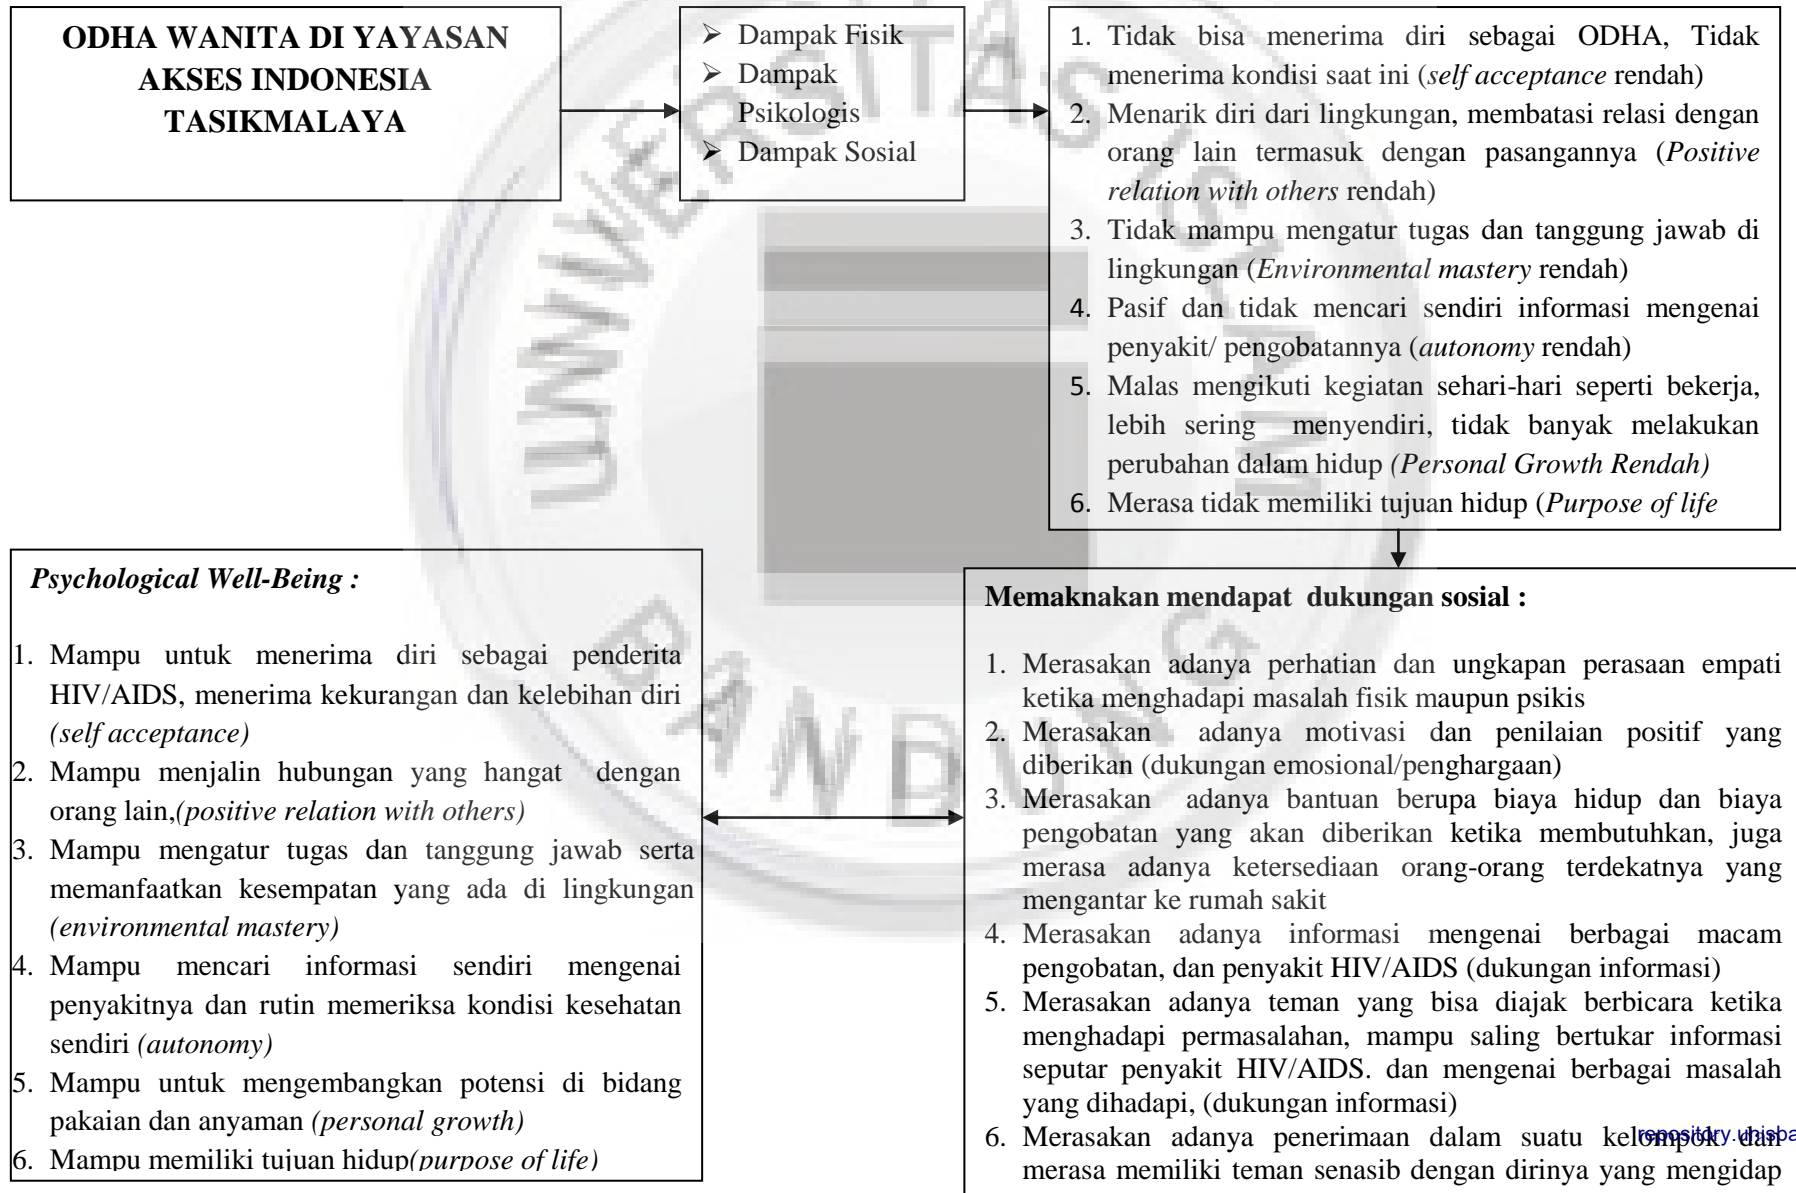 ODHA WANITA DI YAYASAN
AKSES INDONESIA
TASIKMALAYA
➢ Dampak Fisik
➢ Dampak
Psikologis
➢ Dampak Sosial
1. Tidak bisa menerima diri sebagai ODHA, Tidak
menerima kondisi saat ini (self acceptance rendah)
2. Menarik diri dari lingkungan, membatasi relasi dengan
orang lain termasuk dengan pasangannya (Positive
relation with others rendah)
3. Tidak mampu mengatur tugas dan tanggung jawab di
lingkungan (Environmental mastery rendah)
4. Pasif dan tidak mencari sendiri informasi mengenai
penyakit/ pengobatannya (autonomy rendah)
5. Malas mengikuti kegiatan sehari-hari seperti bekerja,
lebih sering menyendiri, tidak banyak melakukan
perubahan dalam hidup (Personal Growth Rendah)
6. Merasa tidak memiliki tujuan hidup (Purpose of life
Psychological Well-Being :
1. Mampu untuk menerima diri sebagai penderita
HIV/AIDS, menerima kekurangan dan kelebihan diri
(self acceptance)
2. Mampu menjalin hubungan yang hangat dengan
orang lain,(positive relation with others)
3. Mampu mengatur tugas dan tanggung jawab serta
memanfaatkan kesempatan yang ada di lingkungan
(environmental mastery)
4. Mampu mencari informasi sendiri mengenai
penyakitnya dan rutin memeriksa kondisi kesehatan
sendiri (autonomy)
5. Mampu untuk mengembangkan potensi di bidang
pakaian dan anyaman (personal growth)
6. Mampu memiliki tujuan hidup(purpose of life)
Memaknakan mendapat dukungan sosial :
1. Merasakan adanya perhatian dan ungkapan perasaan empati
ketika menghadapi masalah fisik maupun psikis
2. Merasakan adanya motivasi dan penilaian positif yang
diberikan (dukungan emosional/penghargaan)
3. Merasakan adanya bantuan berupa biaya hidup dan biaya
pengobatan yang akan diberikan ketika membutuhkan, juga
merasa adanya ketersediaan orang-orang terdekatnya yang
mengantar ke rumah sakit
4. Merasakan adanya informasi mengenai berbagai macam
pengobatan, dan penyakit HIV/AIDS (dukungan informasi)
5. Merasakan adanya teman yang bisa diajak berbicara ketika
menghadapi permasalahan, mampu saling bertukar informasi
seputar penyakit HIV/AIDS. dan mengenai berbagai masalah
yang dihadapi, (dukungan informasi)
6. Merasakan adanya penerimaan dalam suatu kelompok dan
merasa memiliki teman senasib dengan dirinya yang mengidap
repository.unisba
UNIVERSITAS ISLAM
BANDUNG